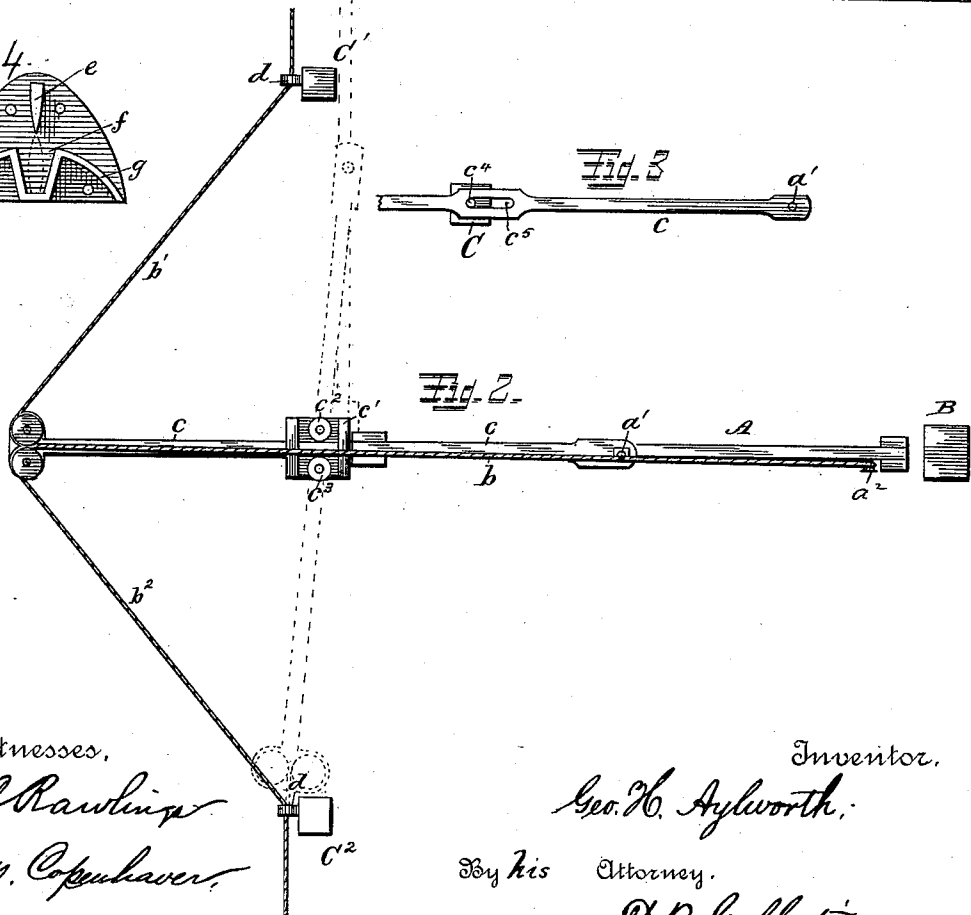 C'
d
4.
e
f
g
Fig. 3
c⁴
a'
C
c⁵
c
b'
Fig. 2.
c²
c'
B
c
c
a'
A
b
c³
a²
b²
tnesses,
Rawlings
Inventor,
Geo. H. Aylworth;
d
C²
Copenhaver,
By his Attorney.